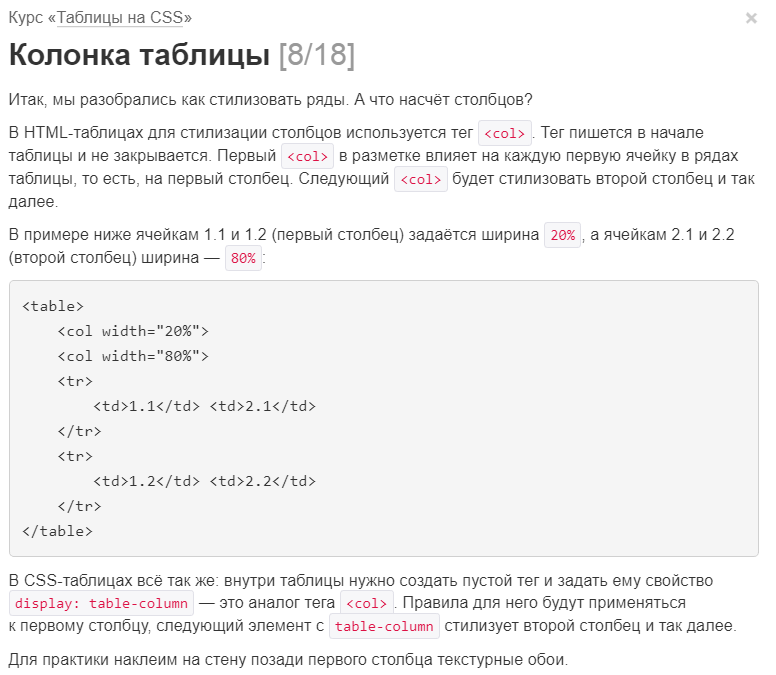 Курс «Таблицы на CSS»
×
Колонка таблицы [8/18]
Итак, мы разобрались как стилизовать ряды. А что насчёт столбцов?
В HTML-таблицах для стилизации столбцов используется тег <col>. Тег пишется в начале
таблицы и не закрывается. Первый <col> в разметке влияет на каждую первую ячейку в рядах
таблицы, то есть, на первый столбец. Следующий <col> будет стилизовать второй столбец и так
далее.
В примере ниже ячейкам 1.1 и 1.2 (первый столбец) задаётся ширина 20%, а ячейкам 2.1 и 2.2
(второй столбец) ширина — 80%:
<table>
    <col width="20%">
    <col width="80%">
    <tr>
        <td>1.1</td> <td>2.1</td>
    </tr>
    <tr>
        <td>1.2</td> <td>2.2</td>
    </tr>
</table>
В CSS-таблицах всё так же: внутри таблицы нужно создать пустой тег и задать ему свойство
display: table-column — это аналог тега <col>. Правила для него будут применяться
к первому столбцу, следующий элемент с table-column стилизует второй столбец и так далее.
Для практики наклеим на стену позади первого столбца текстурные обои.